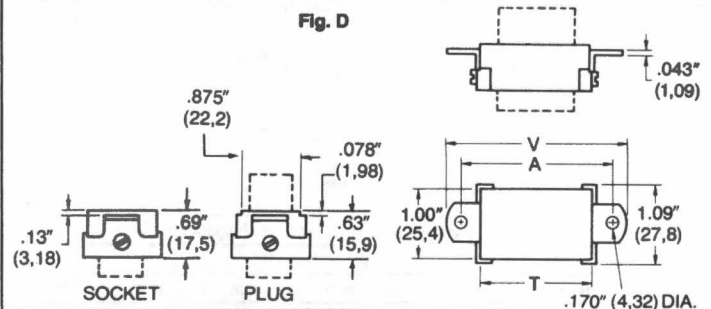 Fig. D
.043"
(1,09)
.875"
(22,2)
.078"
(1,98)
V
A
.13"
(3,18)
.69"
(17,5)
.63"
(15,9)
1.00"
(25,4)
1.09"
(27,8)
T
SOCKET
PLUG
.170" (4,32) DIA.